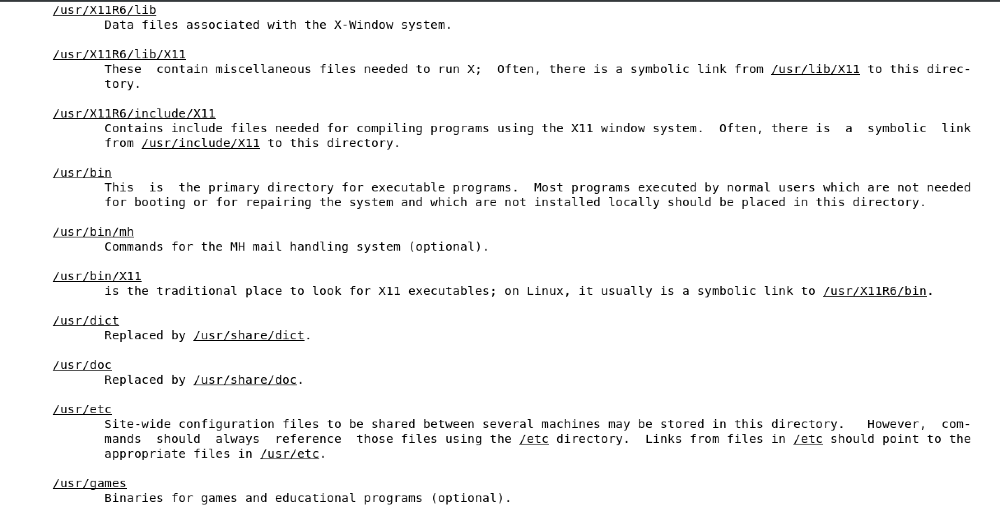 /usr/X11R6/lib
Data files associated with the X-Window system.
/usr/X11R6/lib/X11
These  contain miscellaneous files needed to run X;  Often, there is a symbolic link from /usr/lib/X11 to this direc-
tory.
/usr/X11R6/include/X11
Contains include files needed for compiling programs using the X11 window system.  Often, there is  a  symbolic  link
from /usr/include/X11 to this directory.
/usr/bin
This  is  the primary directory for executable programs.  Most programs executed by normal users which are not needed
for booting or for repairing the system and which are not installed locally should be placed in this directory.
/usr/bin/mh
Commands for the MH mail handling system (optional).
/usr/bin/X11
is the traditional place to look for X11 executables; on Linux, it usually is a symbolic link to /usr/X11R6/bin.
/usr/dict
Replaced by /usr/share/dict.
/usr/doc
Replaced by /usr/share/doc.
/usr/etc
Site-wide configuration files to be shared between several machines may be stored in this directory.   However,  com-
mands  should  always  reference  those files using the /etc directory.  Links from files in /etc should point to the
appropriate files in /usr/etc.
/usr/games
Binaries for games and educational programs (optional).